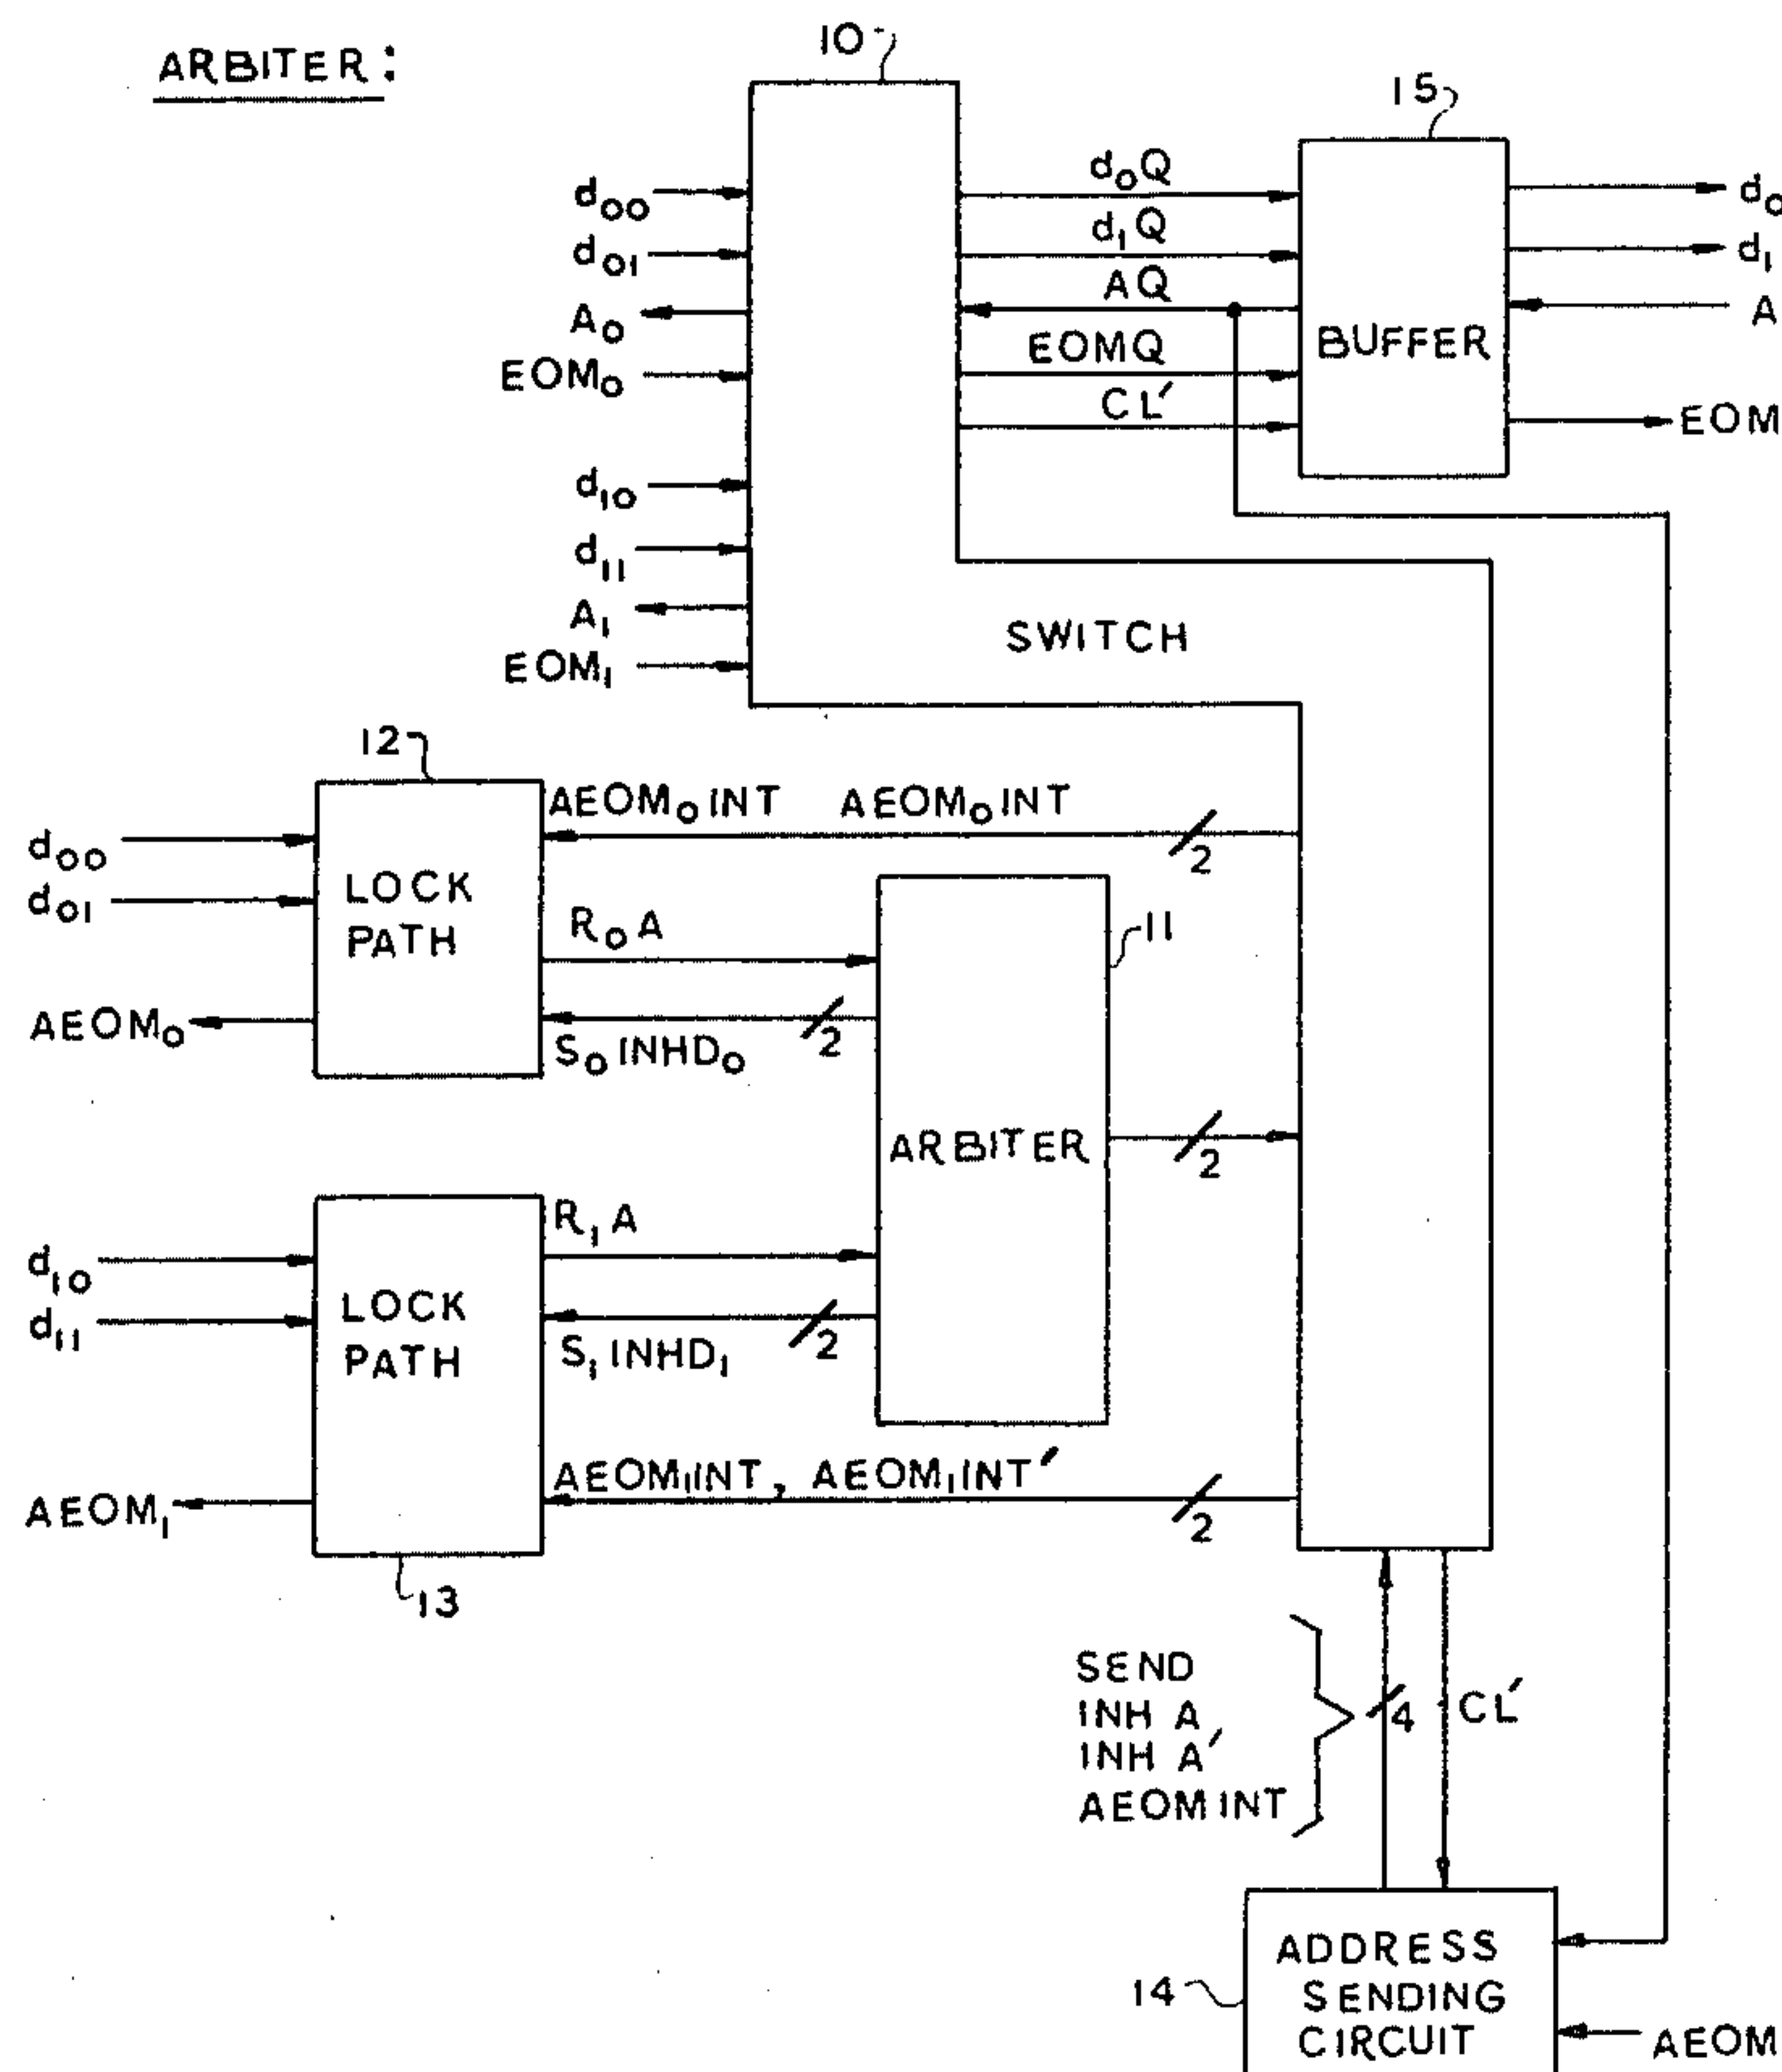 ARBITER:
10
15
d₀₀
d₀₁
A₀
EOM₀
d₁₀
d₁₁
A₁
EOM₁
SWITCH
d₀Q
d₁Q
AQ
EOMQ
CL′
BUFFER
d₀
d₁
A
EOM
12
d₀₀
d₀₁
AEOM₀
LOCK
PATH
AEOM₀INT AEOM₀INT
2
R₀A
2
S₀INHD₀
11
ARBITER
2
d₁₀
d₁₁
AEOM₁
LOCK
PATH
13
R₁A
2
S₁INHD₁
AEOM₁INT, AEOM₁INT′
2
SEND
INH A,
INH A′
AEOM INT
4
CL′
14
ADDRESS
SENDING
CIRCUIT
AEOM